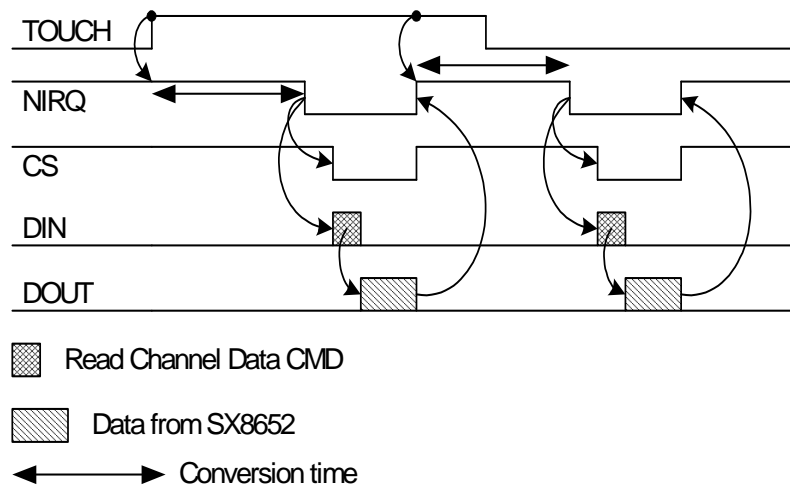 TOUCH
NIRQ
CS
DIN
DOUT
Read Channel Data CMD
Data from SX8652
Conversion time